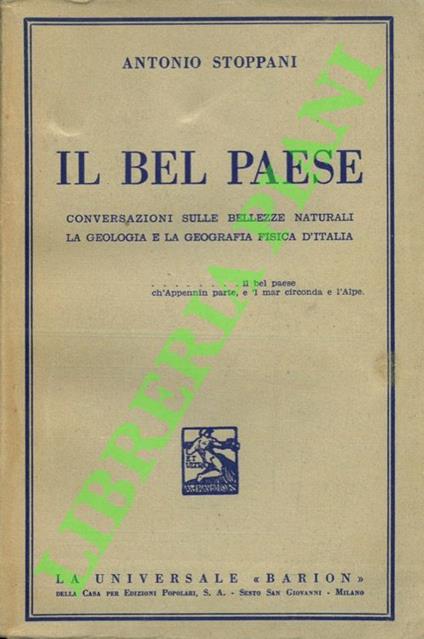 ANTONIO STOPPANI
IL BEL PAESE
CONVERSAZIONI SULLE BELLEZZE NATURALI
LA GEOLOGIA E LA GEOGRAFIA FISICA D'ITALIA
. . . . . . . . il bel paese
ch'Appennin parte, e 'l mar circonda e l'Alpe.
LA UNIVERSALE «BARION»
DELLA CASA PER EDIZIONI POPOLARI, S. A. - SESTO SAN GIOVANNI - MILANO
LIBRERIA PIANI